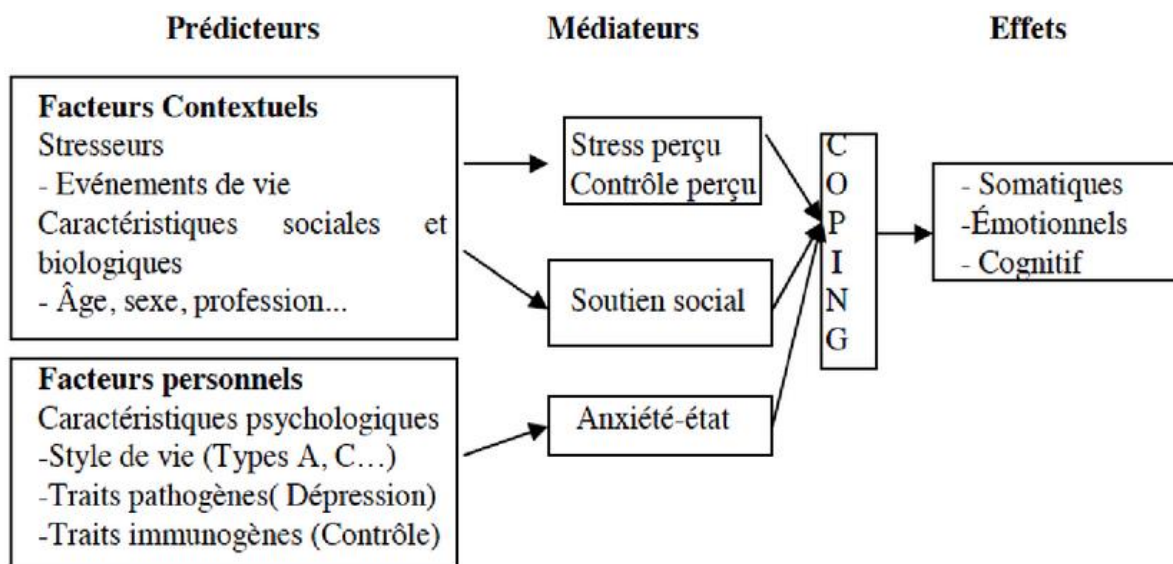 Prédicteurs
Médiateurs
Effets
Facteurs Contextuels
Stresseurs
- Evénements de vie
Caractéristiques sociales et
biologiques
- Âge, sexe, profession...
Facteurs personnels
Caractéristiques psychologiques
-Style de vie (Types A, C…)
-Traits pathogènes( Dépression)
-Traits immunogènes (Contrôle)
Stress perçu
Contrôle perçu
Soutien social
Anxiété-état
C
O
P
I
N
G
- Somatiques
-Émotionnels
- Cognitif